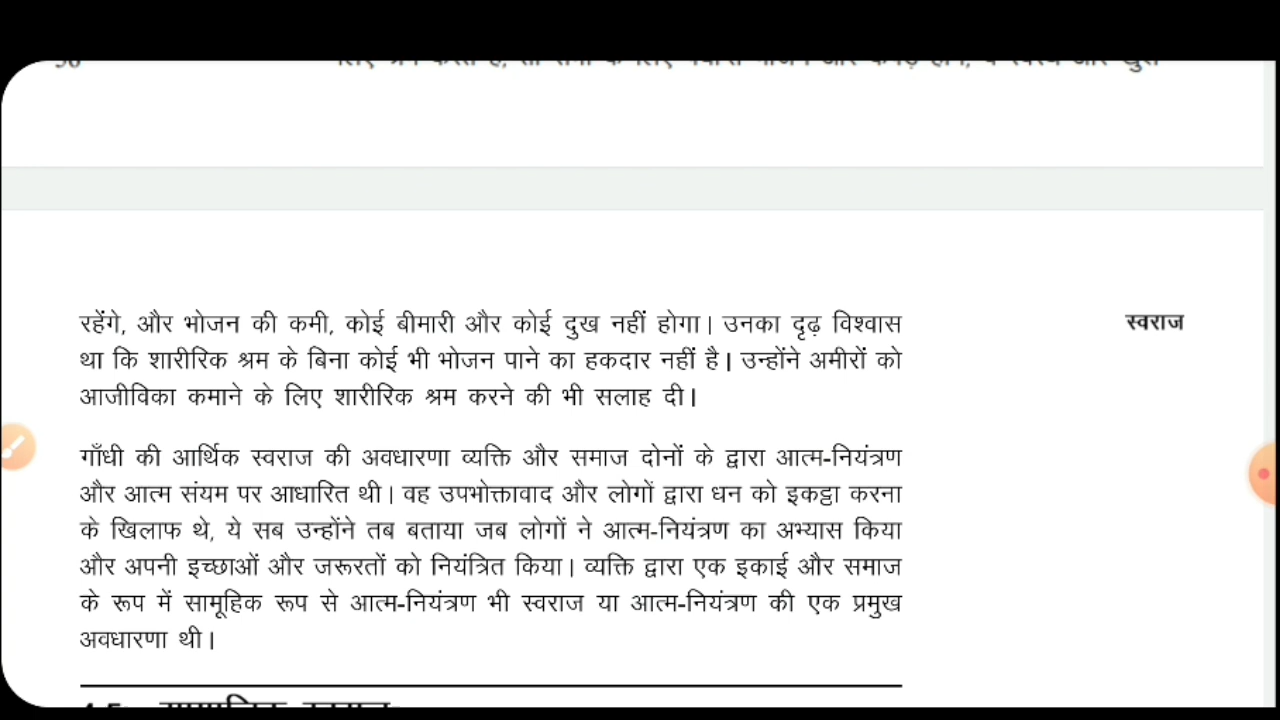 रहेंगे, और भोजन की कमी, कोई बीमारी और कोई दुख नहीं होगा। उनका दृढ़ विश्वास
स्वराज
था कि शारीरिक श्रम के बिना कोई भी भोजन पाने का हकदार नहीं है। उन्होंने अमीरों को
आजीविका कमाने के लिए शारीरिक श्रम करने की भी सलाह दी।
गाँधी की आर्थिक स्वराज की अवधारणा व्यक्ति और समाज दोनों के द्वारा आत्म-नियंत्रण
और आत्म संयम पर आधारित थी। वह उपभोक्तावाद और लोगों द्वारा धन को इकट्ठा करना
के खिलाफ थे, ये सब उन्होंने तब बताया जब लोगों ने आत्म-नियंत्रण का अभ्यास किया
और अपनी इच्छाओं और जरूरतों को नियंत्रित किया। व्यक्ति द्वारा एक इकाई और समाज
के रूप में सामूहिक रूप से आत्म-नियंत्रण भी स्वराज या आत्म-नियंत्रण की एक प्रमुख
अवधारणा थी।